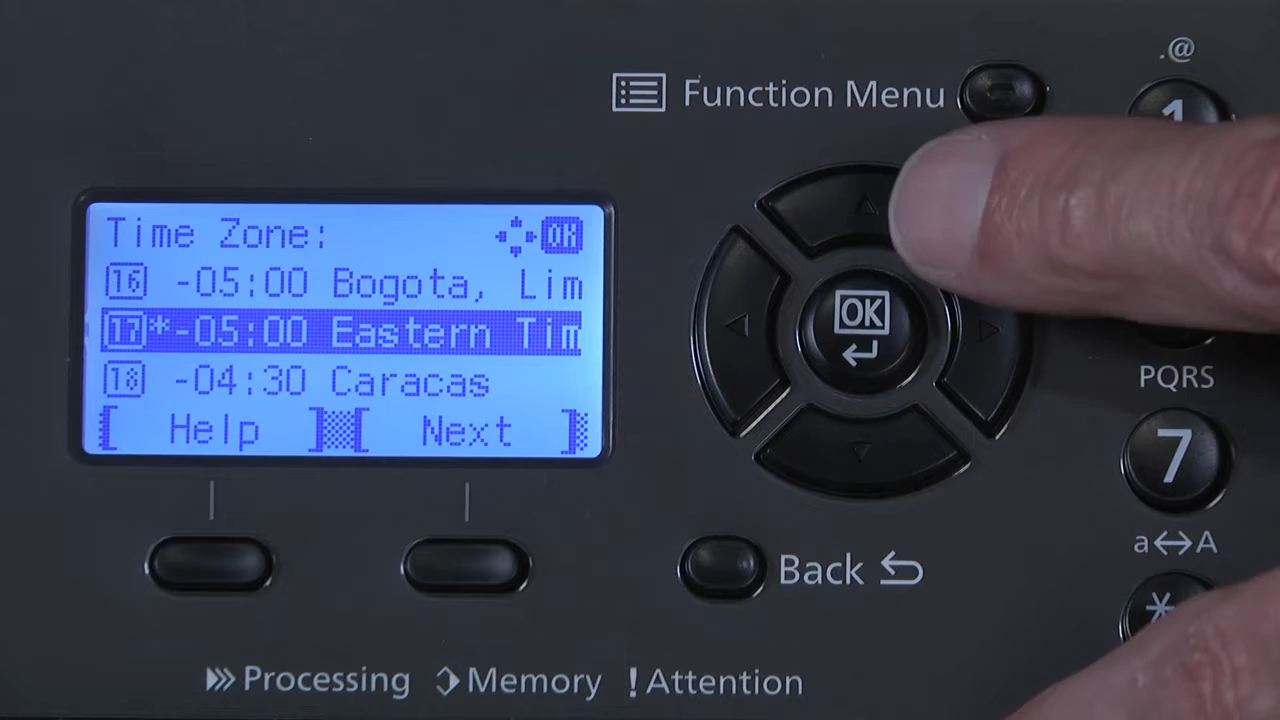 .@
Function Menu
1
Time Zone: OK
16 -05:00 Bogota, Lim
17*-05:00 Eastern Tim
18 -04:30 Caracas
[ Help ] [ Next ]
OK
PQRS
7
Back
a↔A
*
Processing Memory !Attention